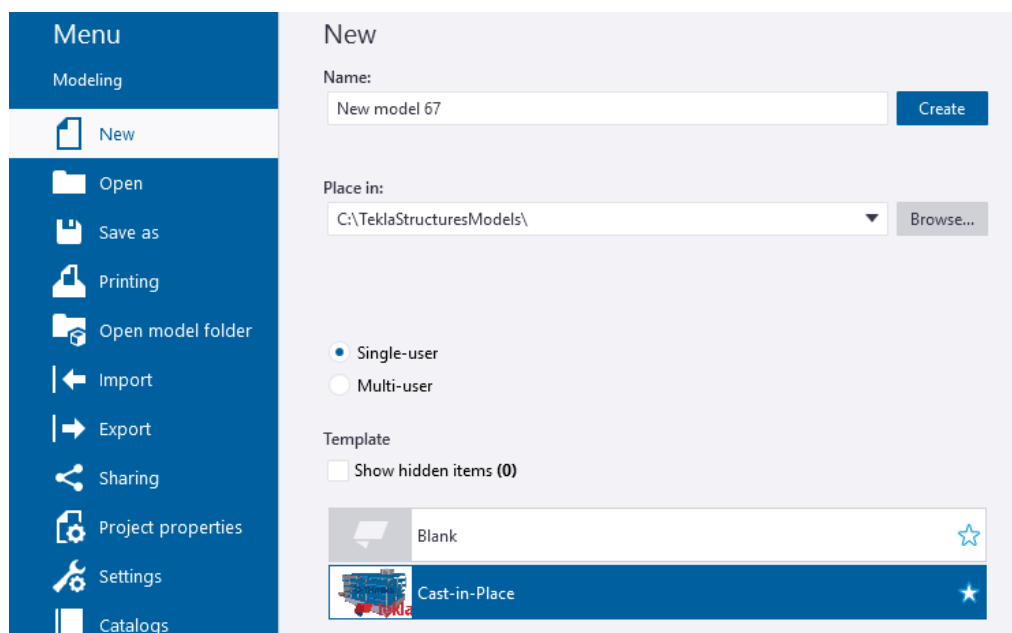 Menu
Modeling
New
Open
Save as
Printing
Open model folder
Import
Export
Sharing
Project properties
Settings
Catalogs
New
Name:
New model 67
Create
Place in:
C:\TeklaStructuresModels\
Browse...
Single-user
Multi-user
Template
Show hidden items (0)
Blank
Tekla
Cast-in-Place